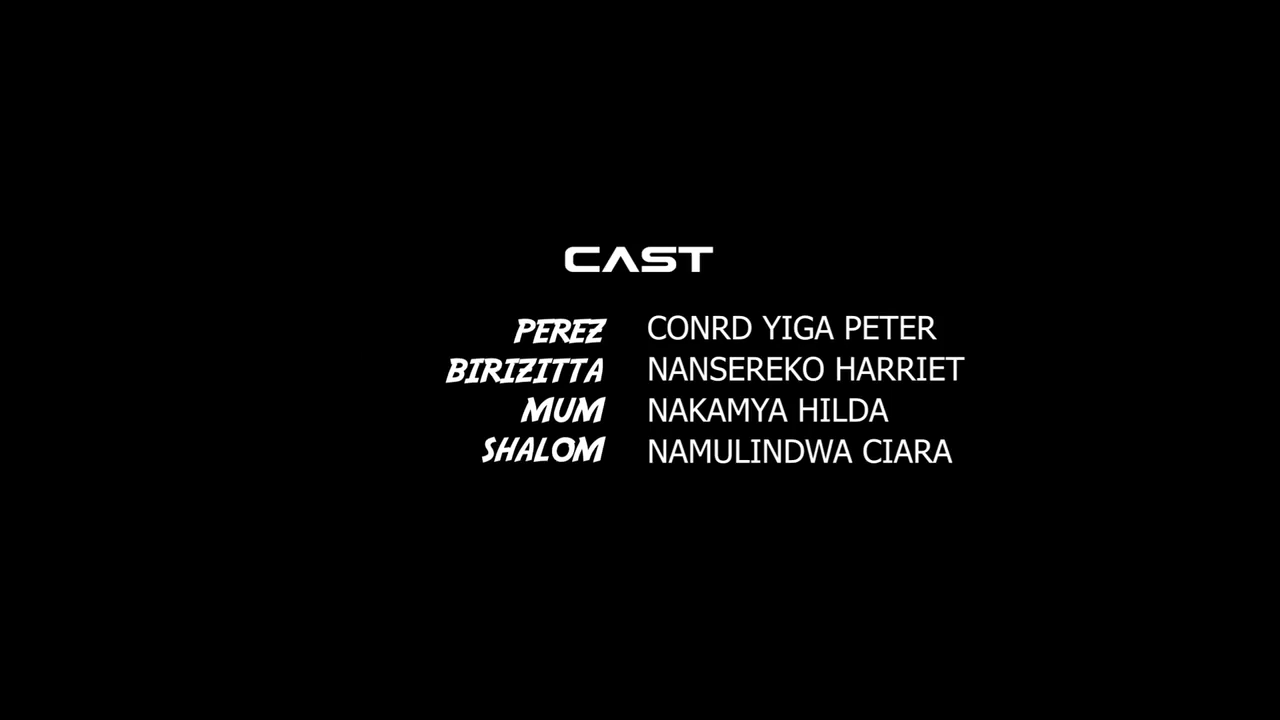 CAST
PEREZ CONRD YIGA PETER
BIRIZITTA NANSEREKO HARRIET
MUM NAKAMYA HILDA
SHALOM NAMULINDWA CIARA